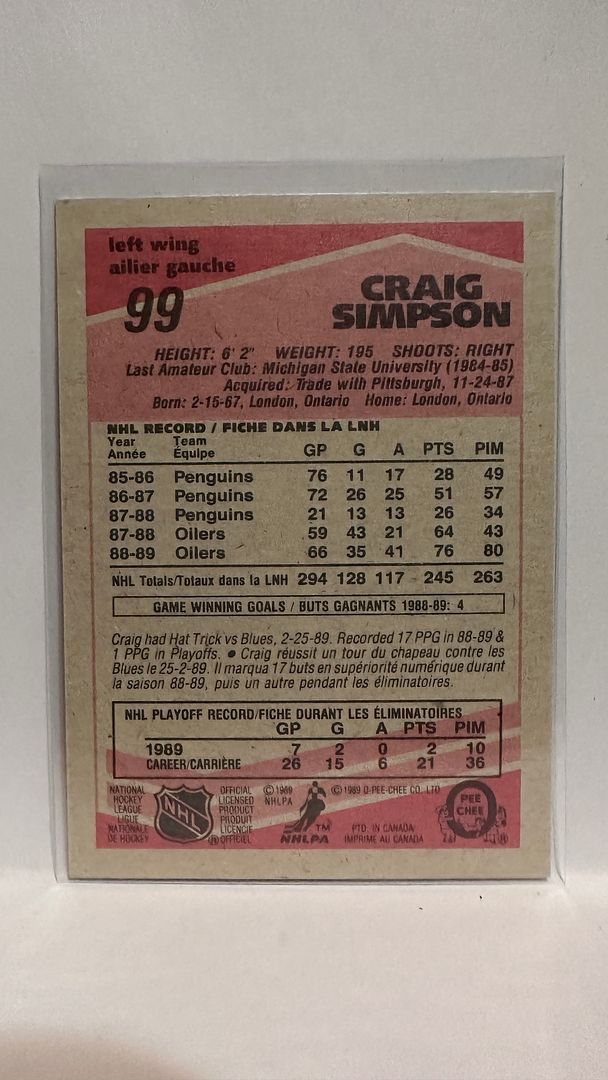 left wing
ailier gauche
99
CRAIG
SIMPSON
HEIGHT: 6' 2" WEIGHT: 195 SHOOTS: RIGHT
Last Amateur Club: Michigan State University (1984-85)
Acquired: Trade with Pittsburgh, 11-24-87
Born: 2-15-67, London, Ontario Home: London, Ontario
NHL RECORD / FICHE DANS LA LNH
Year Team
Année Équipe GP G A PTS PIM
85-86 Penguins 76 11 17 28 49
86-87 Penguins 72 26 25 51 57
87-88 Penguins 21 13 13 26 34
87-88 Oilers 59 43 21 64 43
88-89 Oilers 66 35 41 76 80
NHL Totals/Totaux dans la LNH 294 128 117 245 263
GAME WINNING GOALS / BUTS GAGNANTS 1988-89: 4
Craig had Hat Trick vs Blues, 2-25-89. Recorded 17 PPG in 88-89 &
1 PPG in Playoffs. • Craig réussit un tour du chapeau contre les
Blues le 25-2-89. Il marqua 17 buts en supériorité numérique durant
la saison 88-89, puis un autre pendant les éliminatoires.
NHL PLAYOFF RECORD/FICHE DURANT LES ÉLIMINATOIRES
GP G A PTS PIM
1989 7 2 0 2 10
CAREER/CARRIÈRE 26 15 6 21 36
NATIONAL
HOCKEY
LEAGUE
LIGUE
NATIONALE
DE HOCKEY
NHL
OFFICIAL
LICENSED
PRODUCT
PRODUIT
LICENCIÉ
® OFFICIEL
© 1989
NHLPA
TM
NHLPA
© 1989 O-PEE-CHEE CO. LTD.
PTD. IN CANADA
IMPRIMÉ AU CANADA
O
PEE
CHEE
®